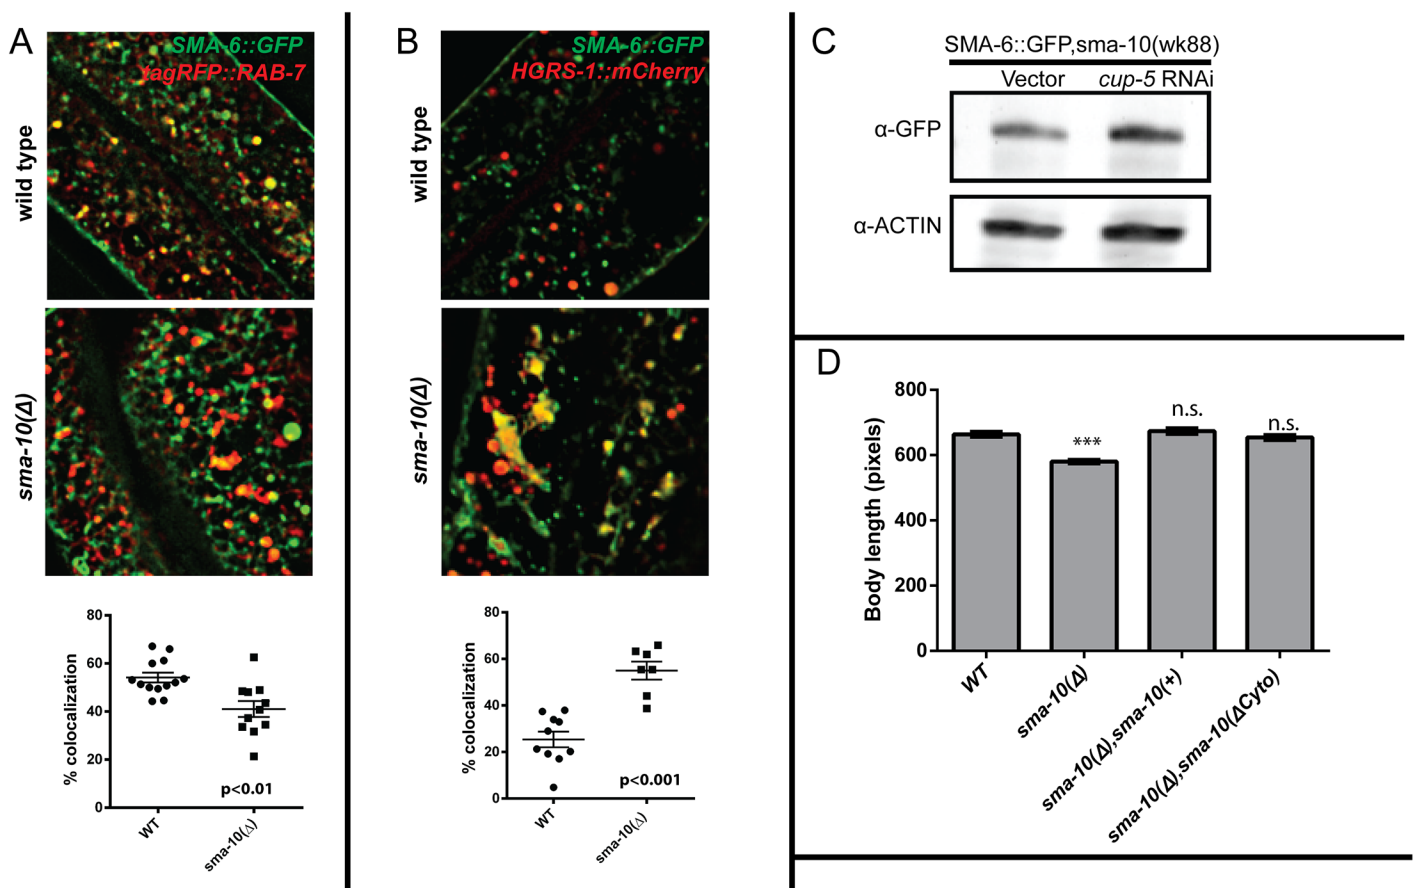 A
SMA-6::GFP
tagRFP::RAB-7
wild type
sma-10(Δ)
80
60
40
20
0
% colocalization
p<0.01
WT
sma-10(Δ)
B
SMA-6::GFP
HGRS-1::mCherry
wild type
sma-10(Δ)
80
60
40
20
0
% colocalization
p<0.001
WT
sma-10(Δ)
C
SMA-6::GFP,sma-10(wk88)
Vector cup-5 RNAi
α-GFP
α-ACTIN
D
800
600
400
200
0
Body length (pixels)
***
n.s.
n.s.
WT
sma-10(Δ)
sma-10(Δ),sma-10(+)
sma-10(Δ),sma-10(ΔCyto)